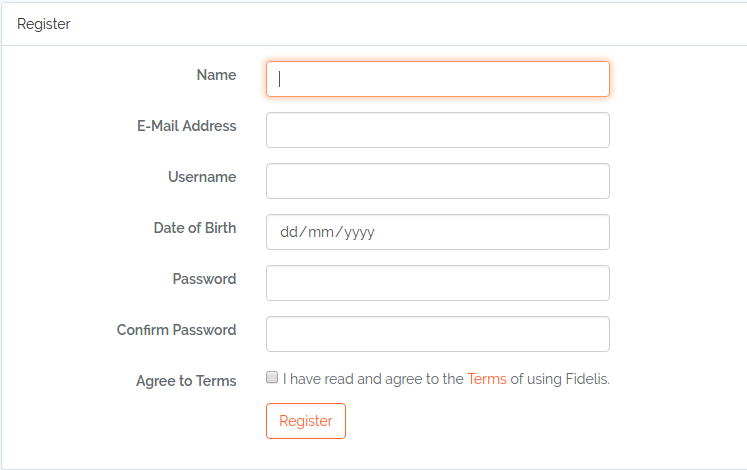 Register
Name
E-Mail Address
Username
Date of Birth dd/mm/yyyy
Password
Confirm Password
Agree to Terms I have read and agree to the Terms of using Fidelis.
Register